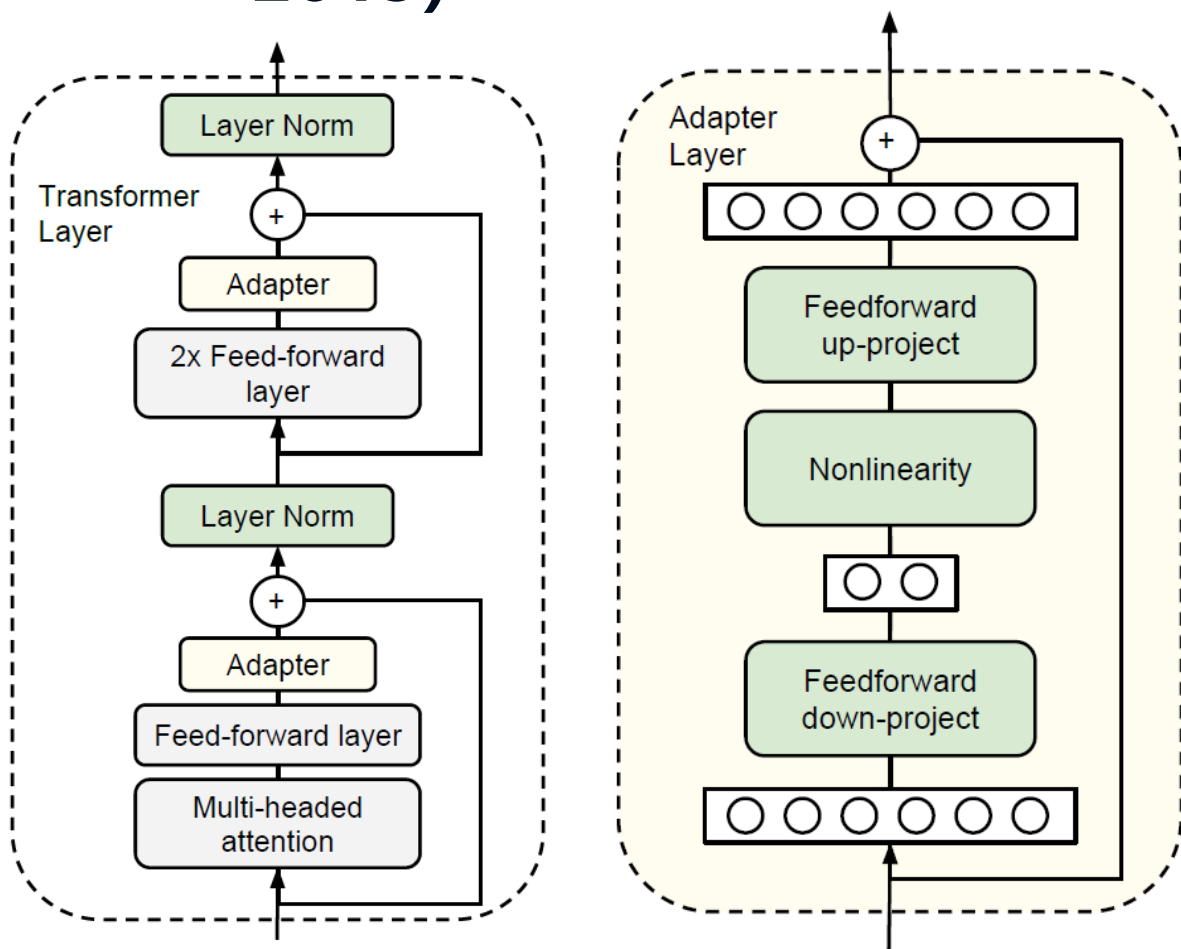 Layer Norm
Transformer
Layer
+
Adapter
2x Feed-forward
layer
Layer Norm
+
Adapter
Feed-forward layer
Multi-headed
attention
Adapter
Layer
+
Feedforward
up-project
Nonlinearity
Feedforward
down-project